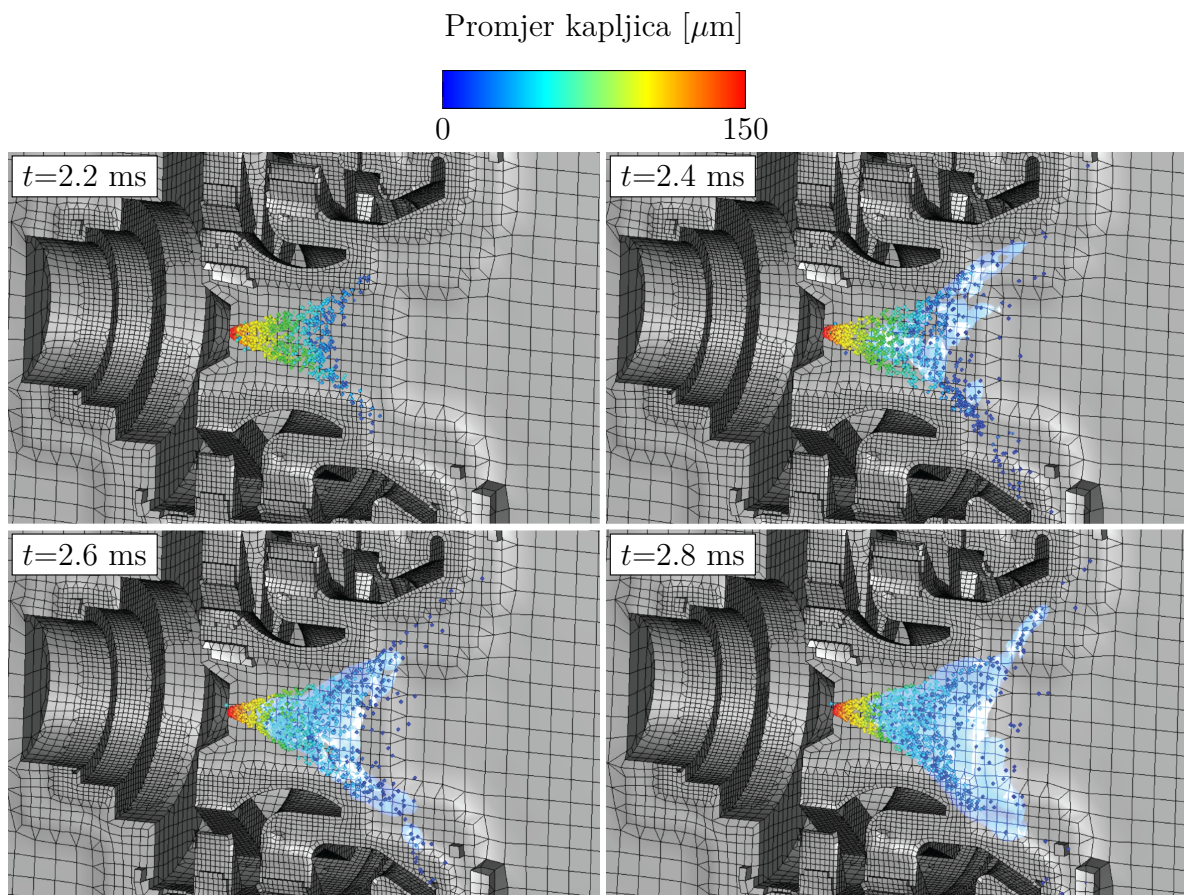 Promjer kapljica [μm]
0 150
t=2.2 ms
t=2.4 ms
t=2.6 ms
t=2.8 ms